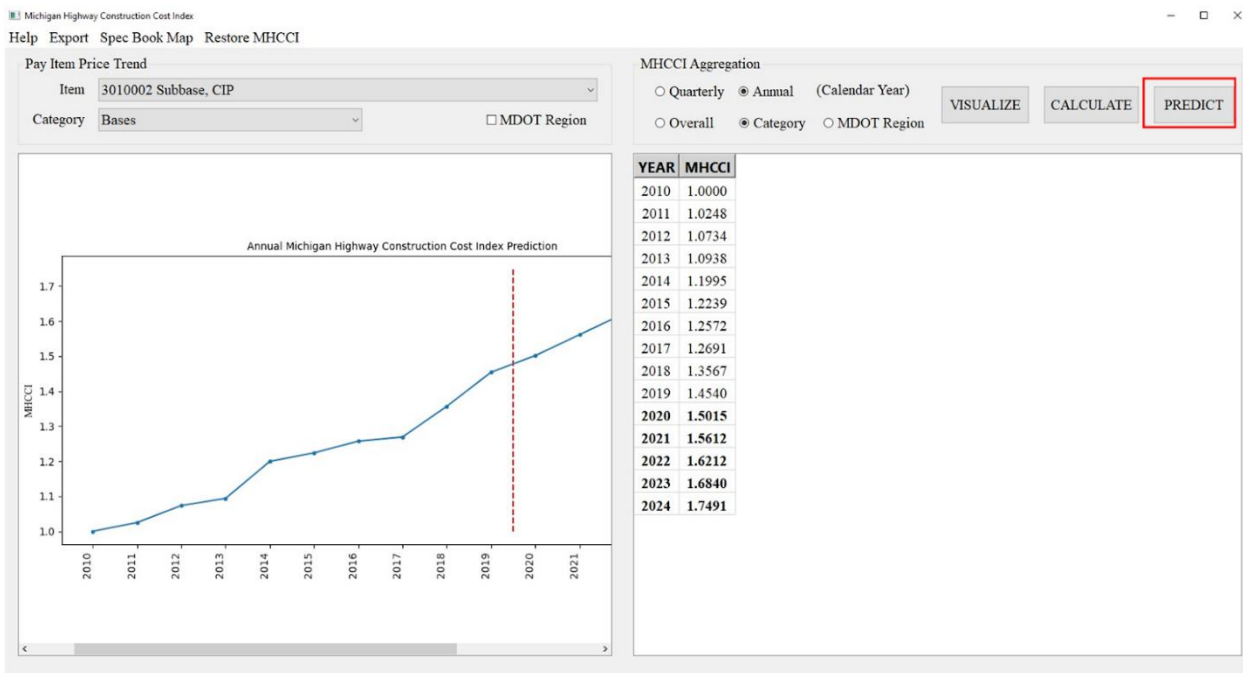 Michigan Highway Construction Cost Index
Help Export Spec Book Map Restore MHCCI
Pay Item Price Trend
Item 3010002 Subbase, CIP
Category Bases MDOT Region
MHCCI Aggregation
Quarterly Annual (Calendar Year)
Overall Category MDOT Region
VISUALIZE CALCULATE PREDICT
Annual Michigan Highway Construction Cost Index Prediction
MHCCI
1.7
1.6
1.5
1.4
1.3
1.2
1.1
1.0
2010 2011 2012 2013 2014 2015 2016 2017 2018 2019 2020 2021
YEAR MHCCI
2010 1.0000
2011 1.0248
2012 1.0734
2013 1.0938
2014 1.1995
2015 1.2239
2016 1.2572
2017 1.2691
2018 1.3567
2019 1.4540
2020 1.5015
2021 1.5612
2022 1.6212
2023 1.6840
2024 1.7491